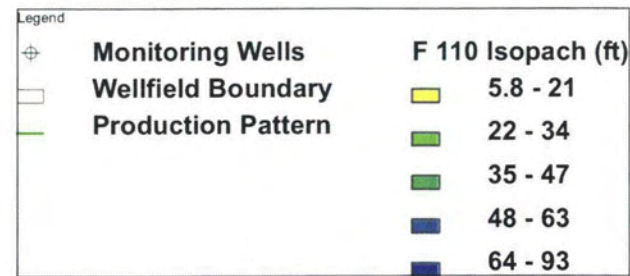 Legend
Monitoring Wells
Wellfield Boundary
Production Pattern
F 110 Isopach (ft)
5.8 - 21
22 - 34
35 - 47
48 - 63
64 - 93